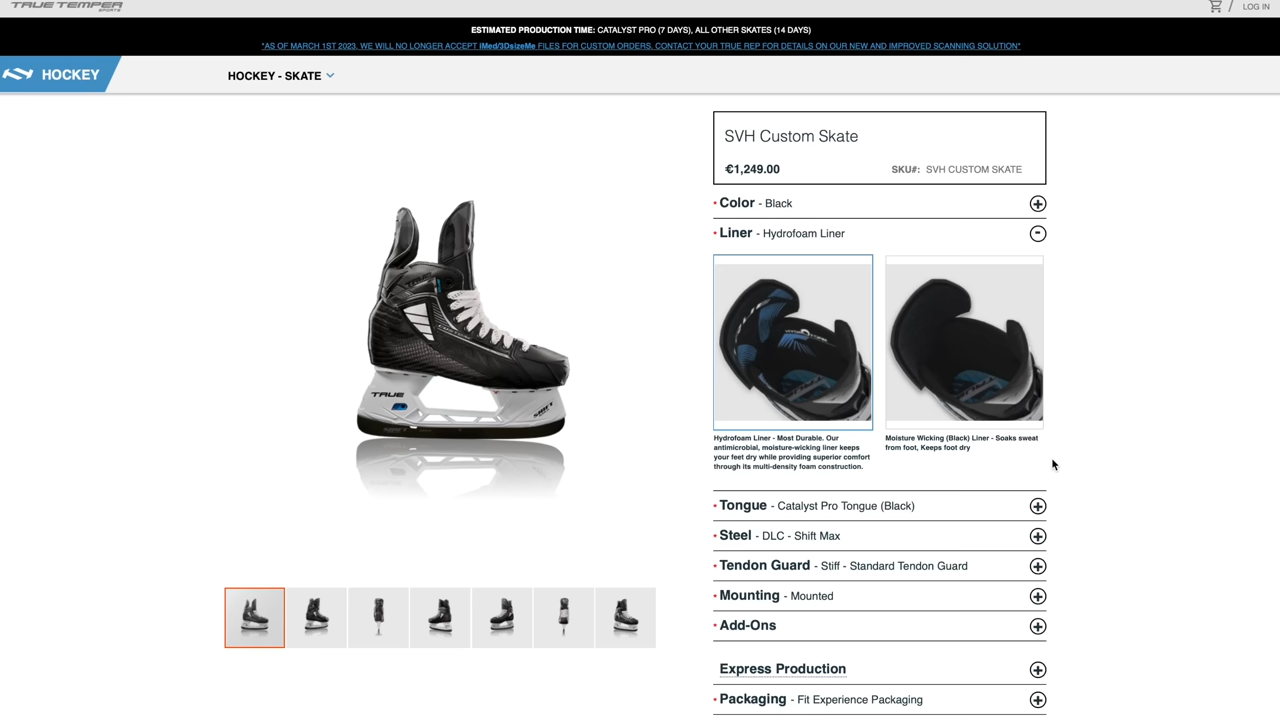 TRUE TEMPER
SPORTS
LOG IN
ESTIMATED PRODUCTION TIME: CATALYST PRO (7 DAYS), ALL OTHER SKATES (14 DAYS)
"AS OF MARCH 1ST 2023, WE WILL NO LONGER ACCEPT iMed/3DsizeMe FILES FOR CUSTOM ORDERS. CONTACT YOUR TRUE REP FOR DETAILS ON OUR NEW AND IMPROVED SCANNING SOLUTION"
HOCKEY
HOCKEY - SKATE
SVH Custom Skate
€1,249.00
SKU#: SVH CUSTOM SKATE
• Color - Black
• Liner - Hydrofoam Liner
Hydrofoam Liner - Most Durable. Our
antimicrobial, moisture-wicking liner keeps
your feet dry while providing superior comfort
through its multi-density foam construction.
Moisture Wicking (Black) Liner - Soaks sweat
from foot, Keeps foot dry
• Tongue - Catalyst Pro Tongue (Black)
• Steel - DLC - Shift Max
• Tendon Guard - Stiff - Standard Tendon Guard
• Mounting - Mounted
• Add-Ons
Express Production
• Packaging - Fit Experience Packaging
TRUE
TRUE
SHIFT